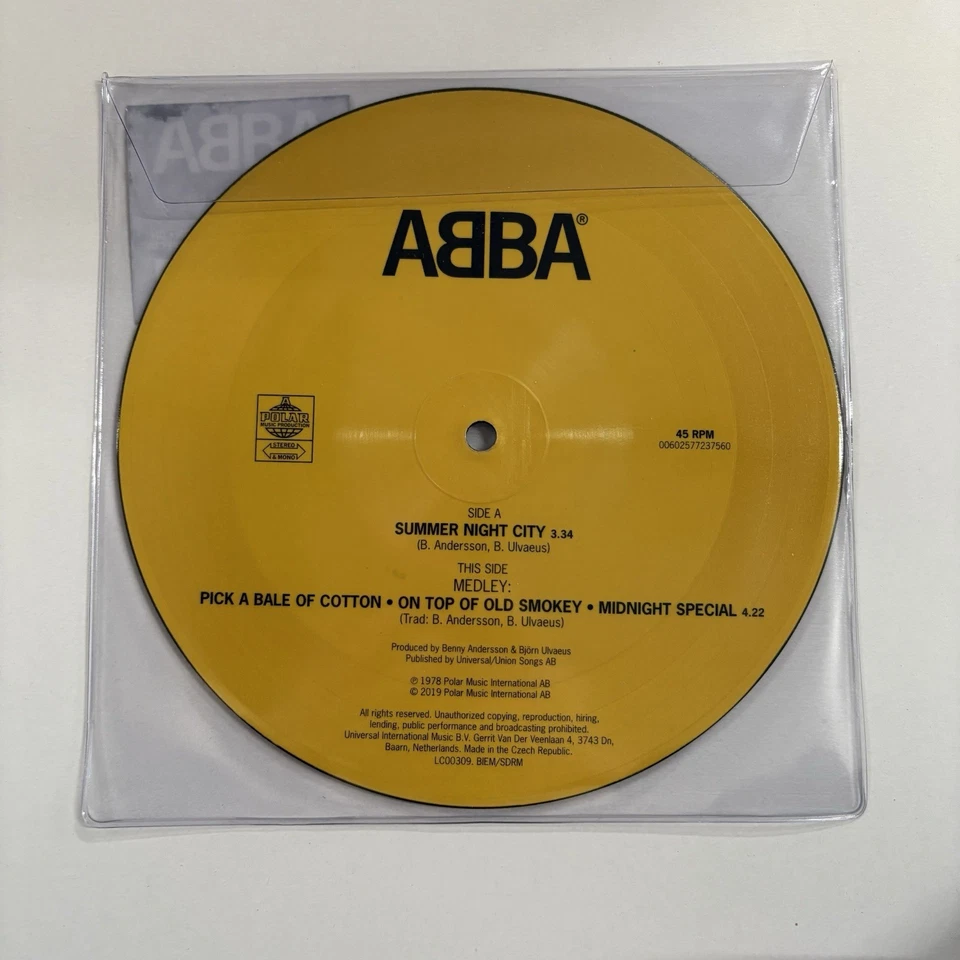 ABBA
ABBA®
A
POLAR
MUSIC PRODUCTION
STEREO
& MONO
45 RPM
00602577237560
SIDE A
SUMMER NIGHT CITY 3.34
(B. Andersson, B. Ulvaeus)
THIS SIDE
MEDLEY:
PICK A BALE OF COTTON • ON TOP OF OLD SMOKEY • MIDNIGHT SPECIAL 4.22
(Trad: B. Andersson, B. Ulvaeus)
Produced by Benny Andersson & Björn Ulvaeus
Published by Universal/Union Songs AB
℗ 1978 Polar Music International AB
© 2019 Polar Music International AB
All rights reserved. Unauthorized copying, reproduction, hiring,
lending, public performance and broadcasting prohibited.
Universal International Music B.V. Gerrit Van Der Veenlaan 4, 3743 Dn,
Baarn, Netherlands. Made in the Czech Republic.
LC00309. BIEM/SDRM